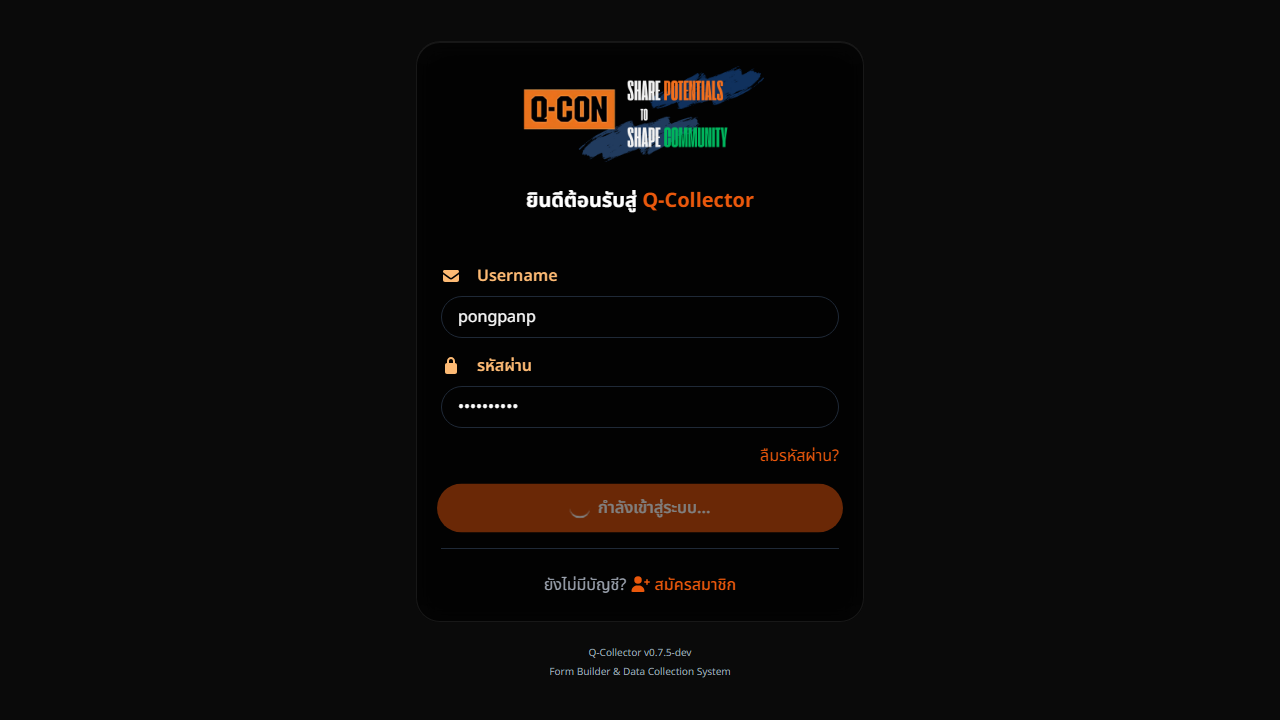 Q-CON
SHARE POTENTIALS
TO
SHAPE COMMUNITY
ยินดีต้อนรับสู่ Q-Collector
Username
pongpanp
รหัสผ่าน
••••••••••
ลืมรหัสผ่าน?
กำลังเข้าสู่ระบบ...
ยังไม่มีบัญชี? สมัครสมาชิก
Q-Collector v0.7.5-dev
Form Builder & Data Collection System